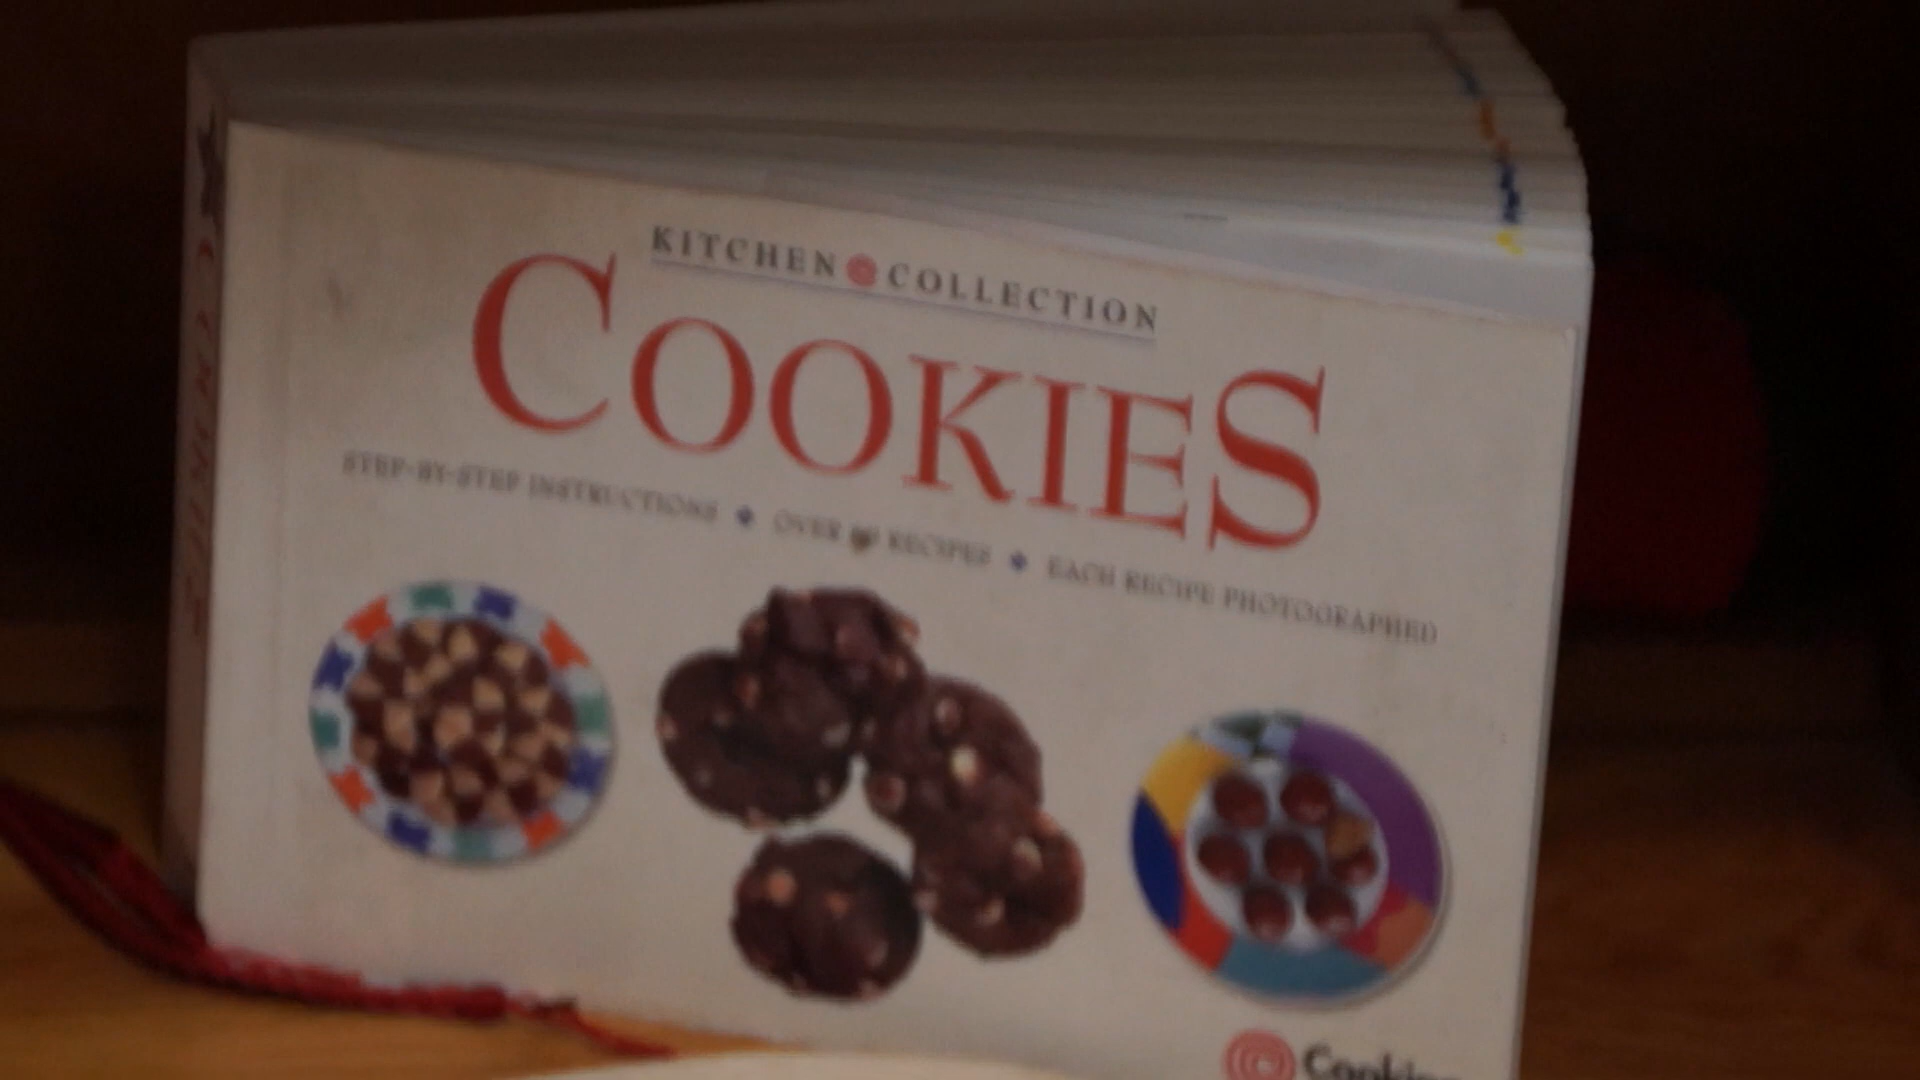 KITCHEN COLLECTION
COOKIES
STEP-BY-STEP INSTRUCTIONS ◆ OVER RECIPES ◆ EACH RECIPE PHOTOGRAPHED